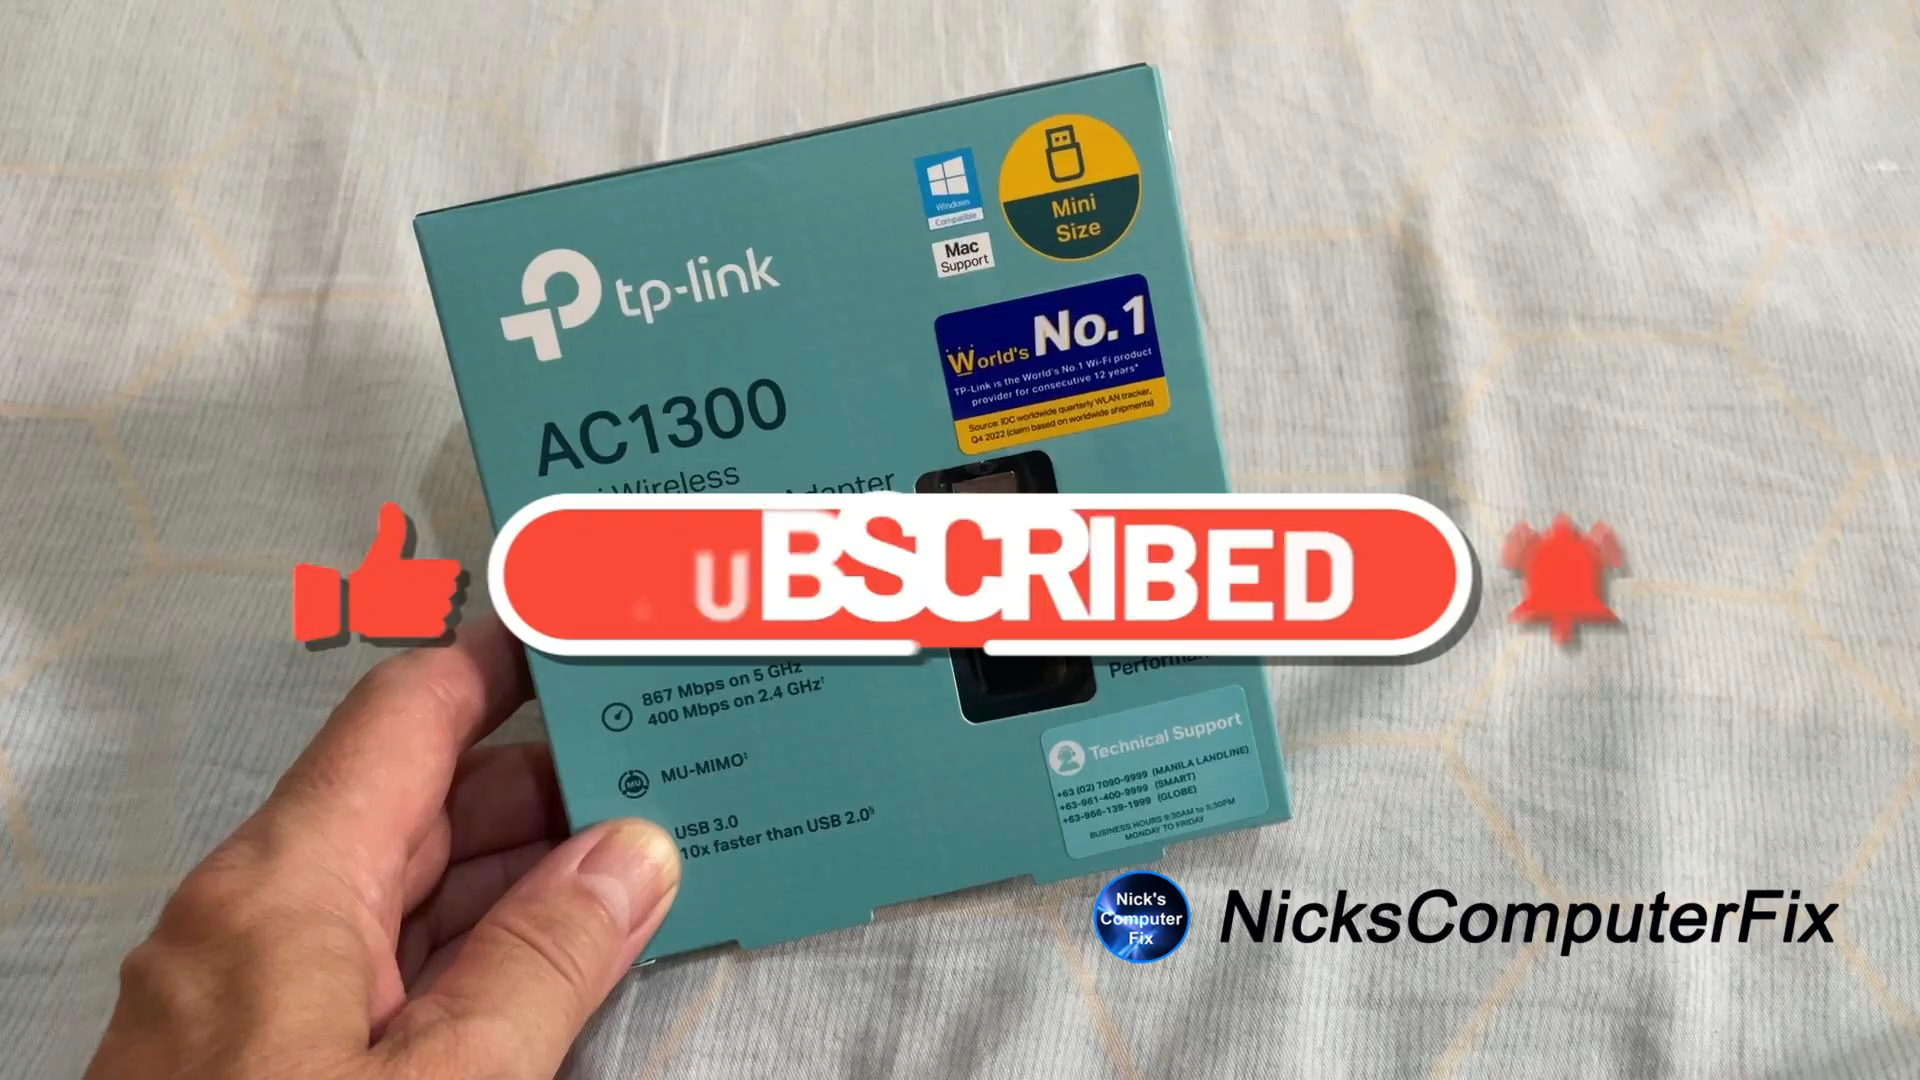 Windows
Compatible
Mac
Support
Mini
Size
tp-link
World's No.1
TP-Link is the World's No.1 Wi-Fi product
provider for consecutive 12 years*
Source: IDC worldwide quarterly WLAN tracker,
Q4 2022 (claim based on worldwide shipments)
AC1300
Wireless
Adapter
UBSCRIBED
867 Mbps on 5 GHz
400 Mbps on 2.4 GHz†
MU-MIMO‡
USB 3.0
10x faster than USB 2.0§
Technical Support
+63 (02) 7090-9999 (MANILA LANDLINE)
+63-961-400-9999 (SMART)
+63-966-139-1999 (GLOBE)
BUSINESS HOURS 9:30AM to 5:30PM
MONDAY TO FRIDAY
Nick's
Computer
Fix
NicksComputerFix